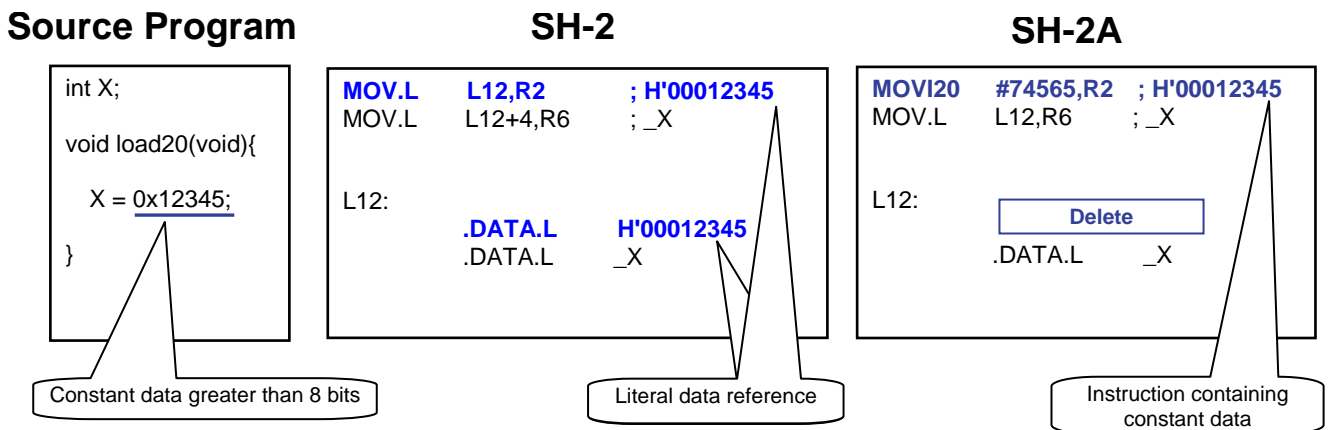 Source Program
int X;
void load20(void){
X = 0x12345;
}
Constant data greater than 8 bits
SH-2
MOV.L L12,R2 ; H'00012345
MOV.L L12+4,R6 ; _X
L12:
.DATA.L H'00012345
.DATA.L _X
Literal data reference
SH-2A
MOVI20 #74565,R2 ; H'00012345
MOV.L L12,R6 ; _X
L12:
Delete
.DATA.L _X
Instruction containing
constant data